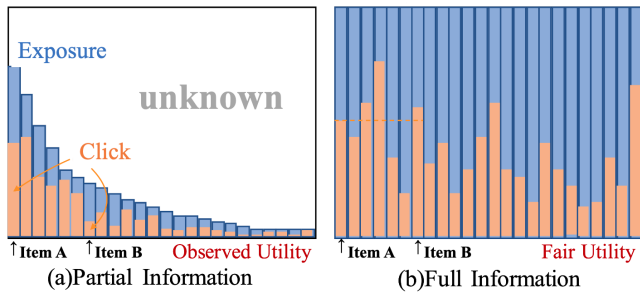 Exposure
unknown
Click
↑ Item A ↑ Item B Observed Utility
(a)Partial Information
↑ Item A ↑ Item B Fair Utility
(b)Full Information